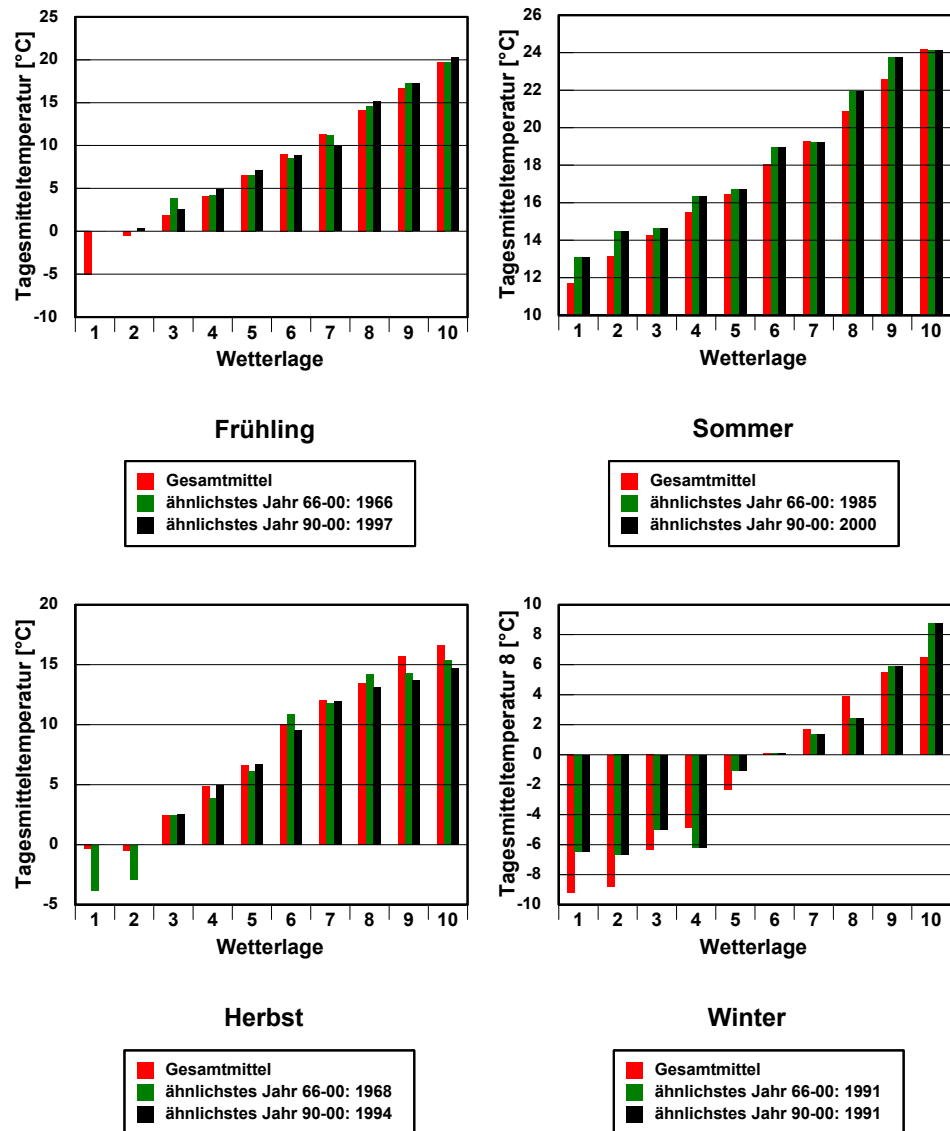 Tagesmitteltemperatur [°C]
25
20
15
10
5
0
-5
-10
1 2 3 4 5 6 7 8 9 10
Wetterlage
Frühling
Gesamtmittel
ähnlichstes Jahr 66-00: 1966
ähnlichstes Jahr 90-00: 1997
Tagesmitteltemperatur [°C]
26
24
22
20
18
16
14
12
10
1 2 3 4 5 6 7 8 9 10
Wetterlage
Sommer
Gesamtmittel
ähnlichstes Jahr 66-00: 1985
ähnlichstes Jahr 90-00: 2000
Tagesmitteltemperatur [°C]
20
15
10
5
0
-5
1 2 3 4 5 6 7 8 9 10
Wetterlage
Herbst
Gesamtmittel
ähnlichstes Jahr 66-00: 1968
ähnlichstes Jahr 90-00: 1994
Tagesmitteltemperatur 8 [°C]
10
8
6
4
2
0
-2
-4
-6
-8
-10
1 2 3 4 5 6 7 8 9 10
Wetterlage
Winter
Gesamtmittel
ähnlichstes Jahr 66-00: 1991
ähnlichstes Jahr 90-00: 1991